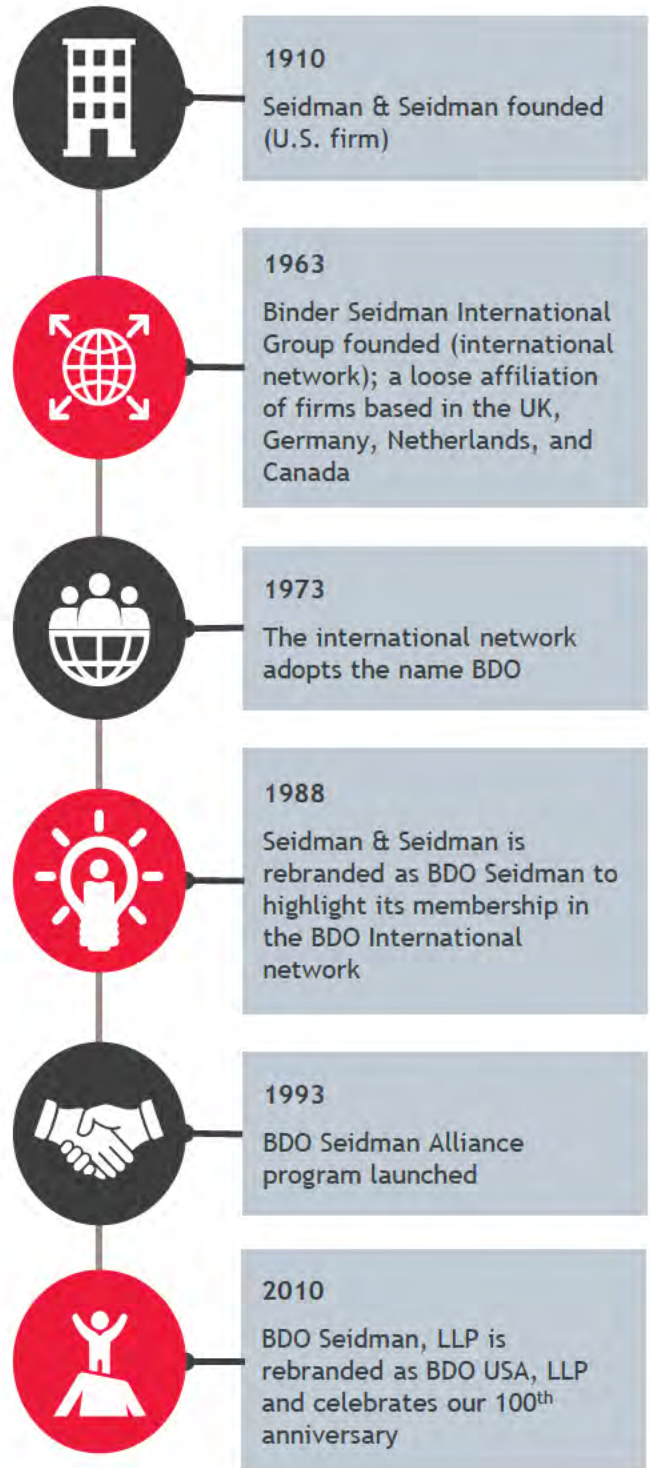 1910
Seidman & Seidman founded
(U.S. firm)
1963
Binder Seidman International
Group founded (international
network); a loose affiliation
of firms based in the UK,
Germany, Netherlands, and
Canada
1973
The international network
adopts the name BDO
1988
Seidman & Seidman is
rebranded as BDO Seidman to
highlight its membership in
the BDO International
network
1993
BDO Seidman Alliance
program launched
2010
BDO Seidman, LLP is
rebranded as BDO USA, LLP
and celebrates our 100th
anniversary